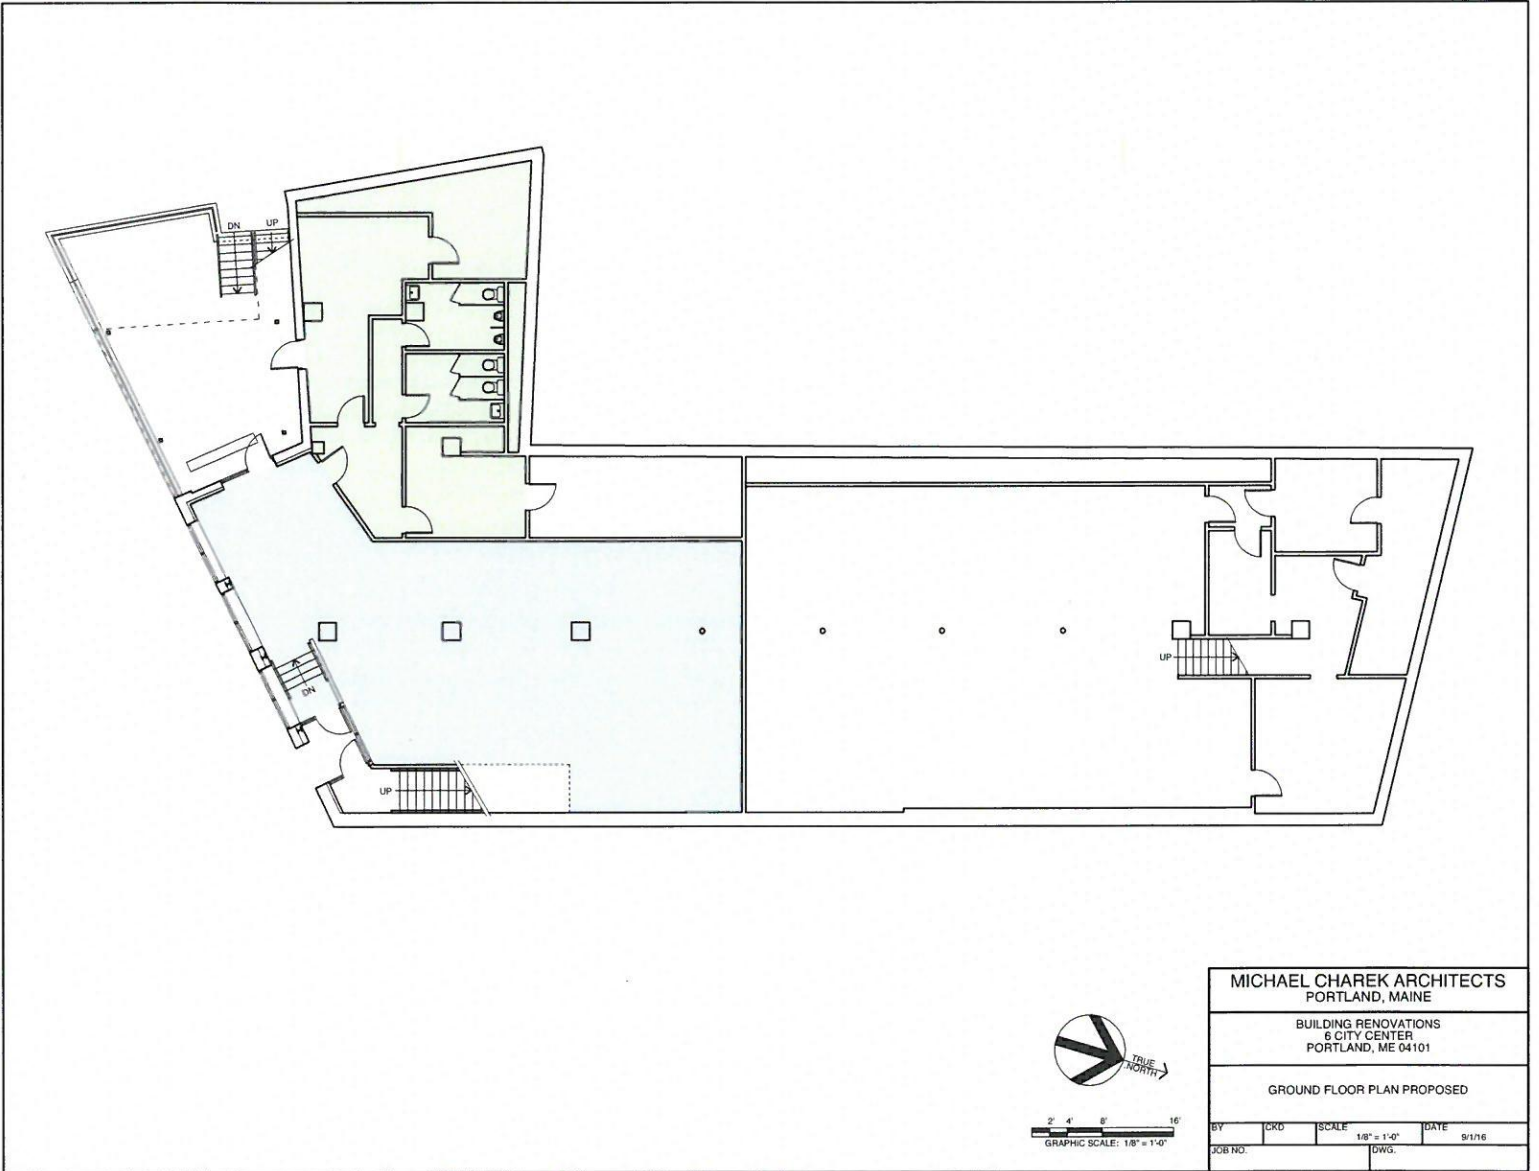 DN
UP
DN
UP
UP
TRUE
NORTH
2' 4' 8' 16'
GRAPHIC SCALE: 1/8" = 1'-0"
MICHAEL CHAREK ARCHITECTS
PORTLAND, MAINE
BUILDING RENOVATIONS
6 CITY CENTER
PORTLAND, ME 04101
GROUND FLOOR PLAN PROPOSED
BY CKD SCALE DATE
1/8" = 1'-0" 9/1/16
JOB NO. DWG.